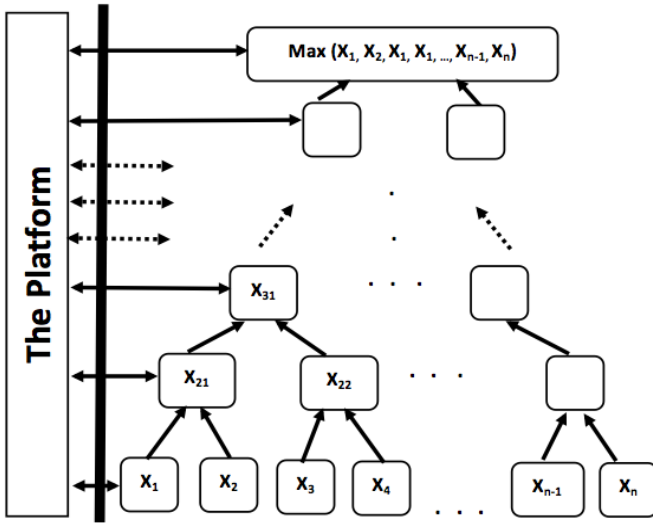 Max (X₁, X₂, X₁, X₁, ..., Xₙ₋₁, Xₙ)
The Platform
X₃₁
. . .
X₂₁
X₂₂
. . .
X₁
X₂
X₃
X₄
. . .
Xₙ₋₁
Xₙ